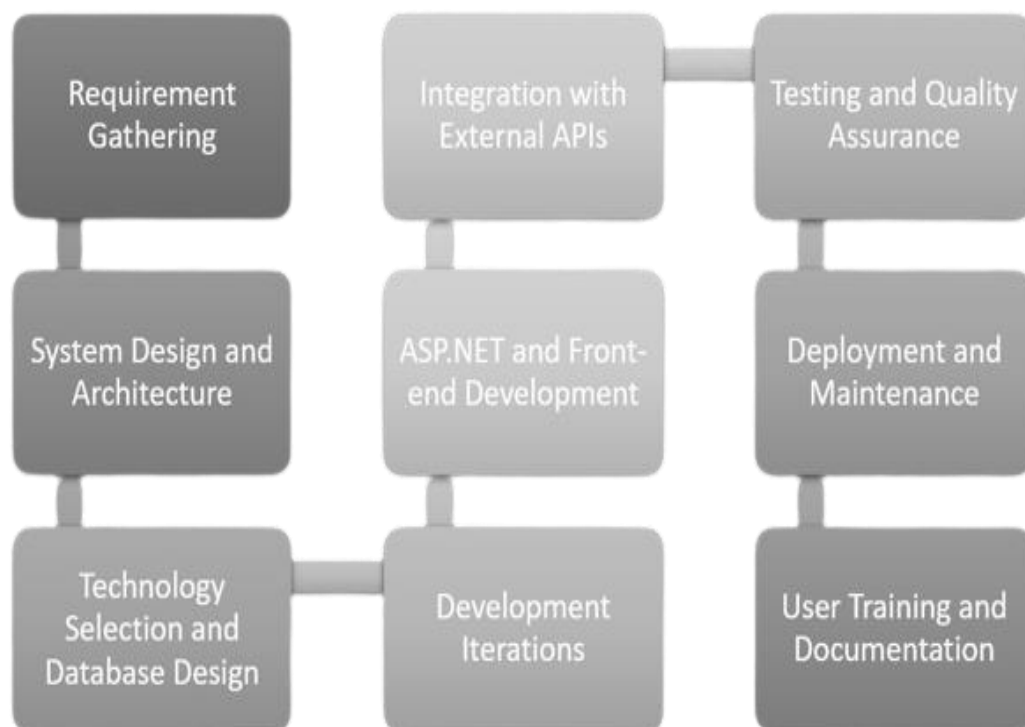 Requirement
Gathering
System Design and
Architecture
Technology
Selection and
Database Design
Development
Iterations
ASP.NET and Front-
end Development
Integration with
External APIs
Testing and Quality
Assurance
Deployment and
Maintenance
User Training and
Documentation